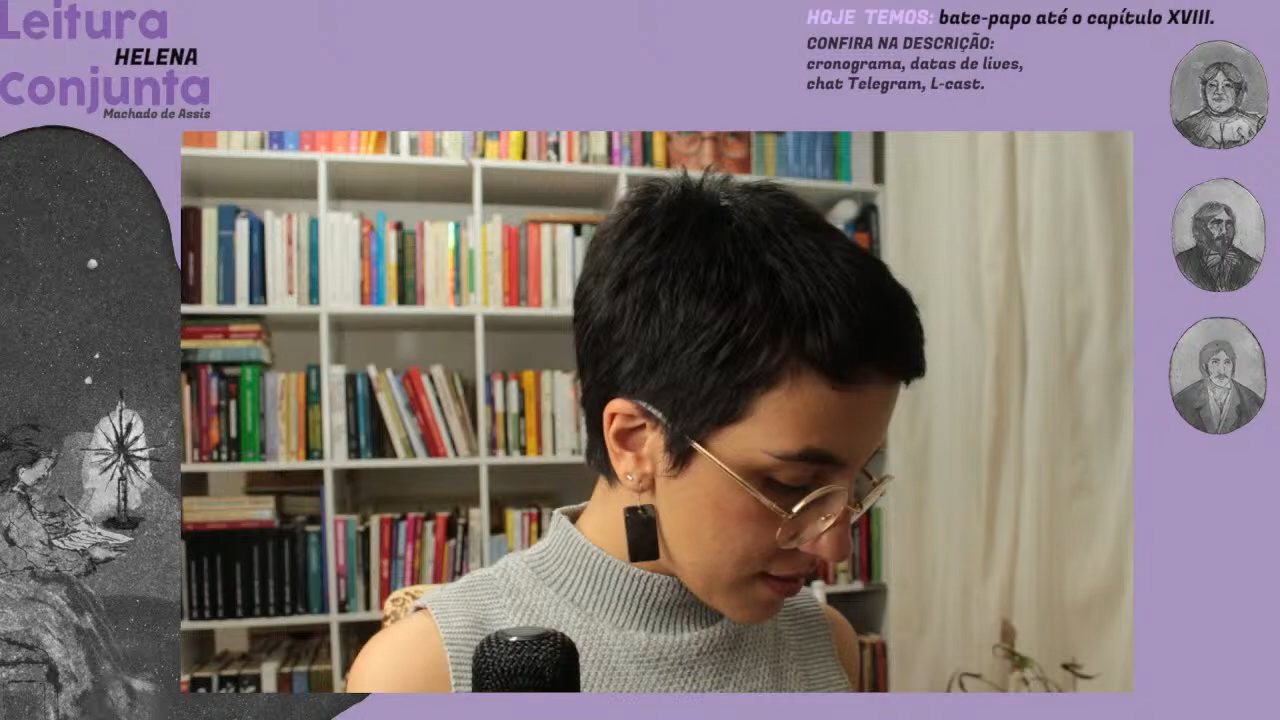 Leitura
HELENA
Conjunta
Machado de Assis
HOJE TEMOS: bate-papo até o capítulo XVIII.
CONFIRA NA DESCRIÇÃO:
cronograma, datas de lives,
chat Telegram, L-cast.